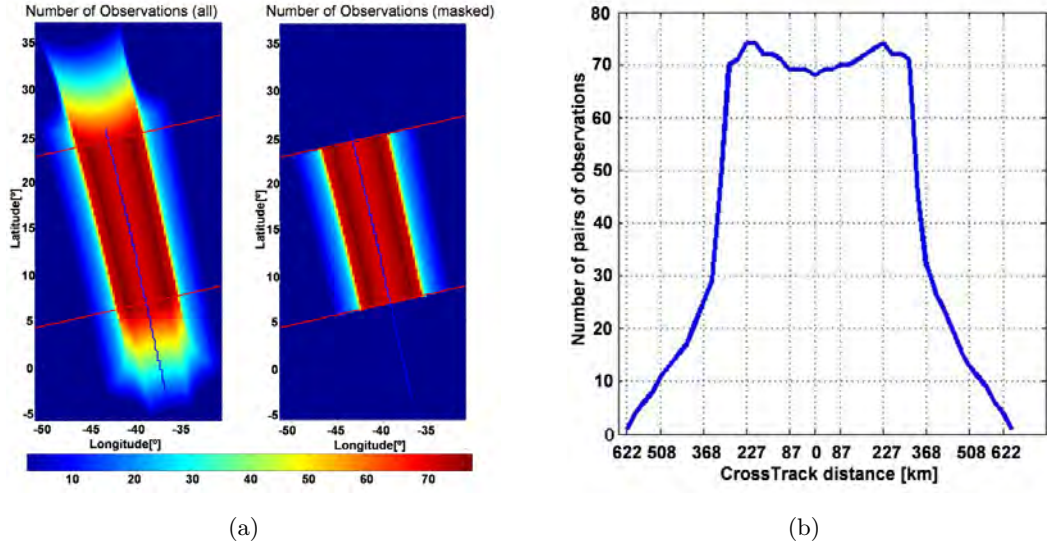 Number of Observations (all)
35
30
25
20
15
10
5
0
-5
Latitude[º]
-50 -45 -40 -35
Longitude[º]
Number of Observations (masked)
35
30
25
20
15
10
5
0
-5
Latitude[º]
-50 -45 -40 -35
Longitude[º]
10 20 30 40 50 60 70
(a)
80
70
60
50
40
30
20
10
0
Number of pairs of observations
622 508 368 227 87 0 87 227 368 508 622
CrossTrack distance [km]
(b)